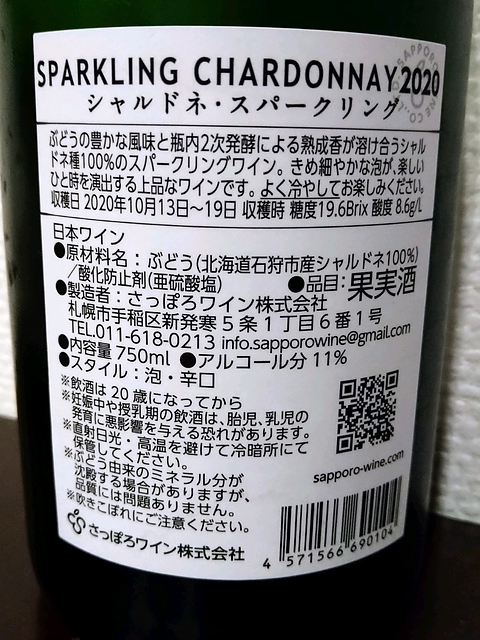 SPARKLING CHARDONNAY 2020
シャルドネ・スパークリング
ぶどうの豊かな風味と瓶内2次発酵による熟成香が溶け合うシャル
ドネ種100%のスパークリングワイン。きめ細やかな泡が、楽しい
ひと時を演出する上品なワインです。よく冷やしてお楽しみください。
収穫日 2020年10月13日〜19日 収穫時 糖度19.6Brix 酸度 8.6g/L
日本ワイン
●原材料名：ぶどう(北海道石狩市産シャルドネ100%)
/酸化防止剤(亜硫酸塩) ●品目：果実酒
●製造者：さっぽろワイン株式会社
札幌市手稲区新発寒5条1丁目6番1号
TEL.011-618-0213 info.sapporowine@gmail.com
●内容量 750ml ●アルコール分 11%
●スタイル：泡・辛口
※飲酒は20歳になってから
※妊娠中や授乳期の飲酒は、胎児、乳児の
発育に悪影響を与える恐れがあります。
※直射日光・高温を避けて冷暗所にて
保管してください。
※ぶどう由来のミネラル分が
沈殿する場合がありますが、
品質には問題ありません。
※吹きこぼれにご注意ください。
sapporo-wine.com
さっぽろワイン株式会社
4 571566 690104